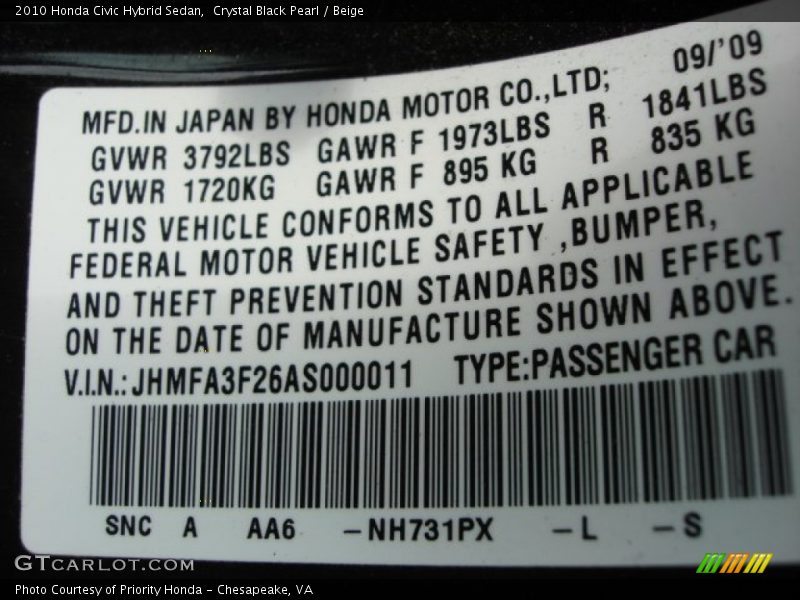 2010 Honda Civic Hybrid Sedan,  Crystal Black Pearl / Beige
09/'09
MFD.IN JAPAN BY HONDA MOTOR CO.,LTD;
GVWR 3792LBS GAWR F 1973LBS R 1841LBS
GVWR 1720KG GAWR F 895 KG R 835 KG
THIS VEHICLE CONFORMS TO ALL APPLICABLE
FEDERAL MOTOR VEHICLE SAFETY ,BUMPER,
AND THEFT PREVENTION STANDARDS IN EFFECT
ON THE DATE OF MANUFACTURE SHOWN ABOVE.
V.I.N.: JHMFA3F26AS000011 TYPE:PASSENGER CAR
SNC A AA6 -NH731PX -L -S
GTCARLOT.COM
Photo Courtesy of Priority Honda - Chesapeake, VA